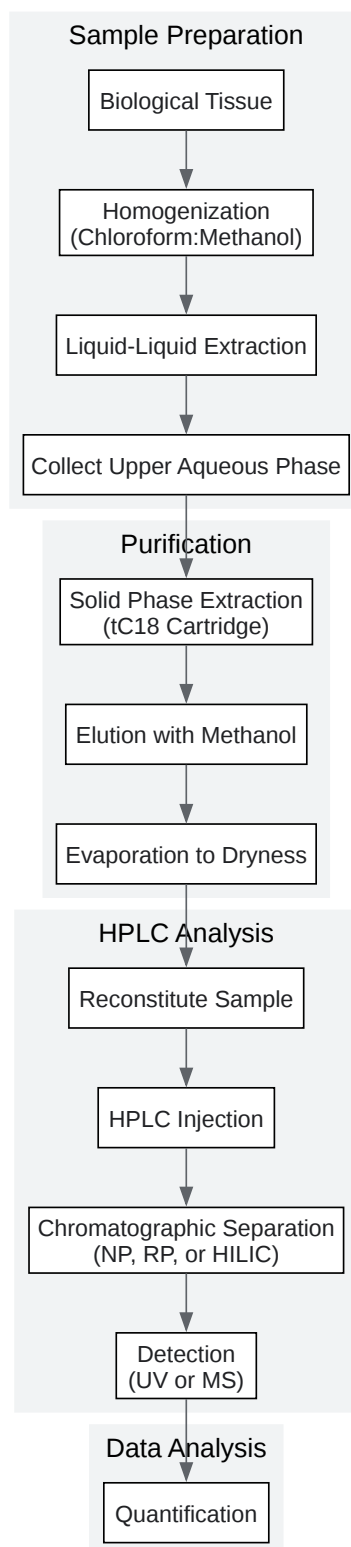 Sample Preparation
Biological Tissue
Homogenization
(Chloroform:Methanol)
Liquid-Liquid Extraction
Collect Upper Aqueous Phase
Purification
Solid Phase Extraction
(tC18 Cartridge)
Elution with Methanol
Evaporation to Dryness
HPLC Analysis
Reconstitute Sample
HPLC Injection
Chromatographic Separation
(NP, RP, or HILIC)
Detection
(UV or MS)
Data Analysis
Quantification